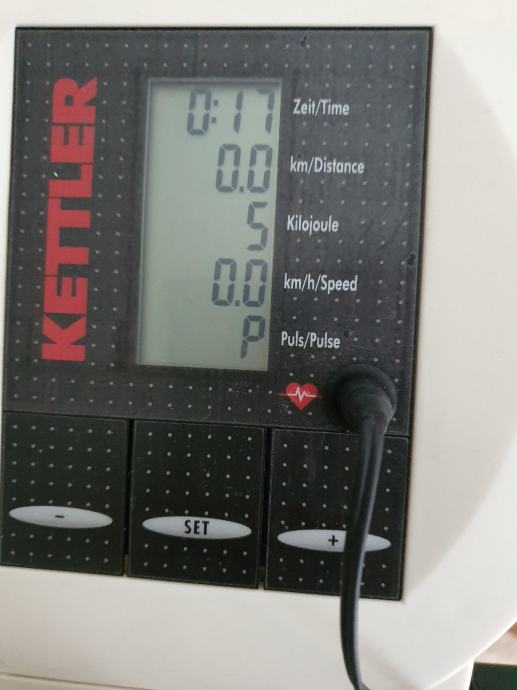 KETTLER
0:17 Zeit/Time
0.0 km/Distance
5 Kilojoule
0.0 km/h/Speed
P Puls/Pulse
- SET +